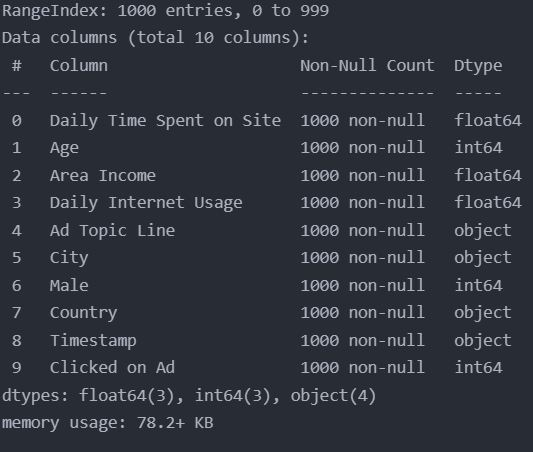 RangeIndex: 1000 entries, 0 to 999
Data columns (total 10 columns):
 #   Column                    Non-Null Count  Dtype
---  ------                    --------------  -----
 0   Daily Time Spent on Site  1000 non-null   float64
 1   Age                       1000 non-null   int64
 2   Area Income               1000 non-null   float64
 3   Daily Internet Usage      1000 non-null   float64
 4   Ad Topic Line             1000 non-null   object
 5   City                      1000 non-null   object
 6   Male                      1000 non-null   int64
 7   Country                   1000 non-null   object
 8   Timestamp                 1000 non-null   object
 9   Clicked on Ad             1000 non-null   int64
dtypes: float64(3), int64(3), object(4)
memory usage: 78.2+ KB